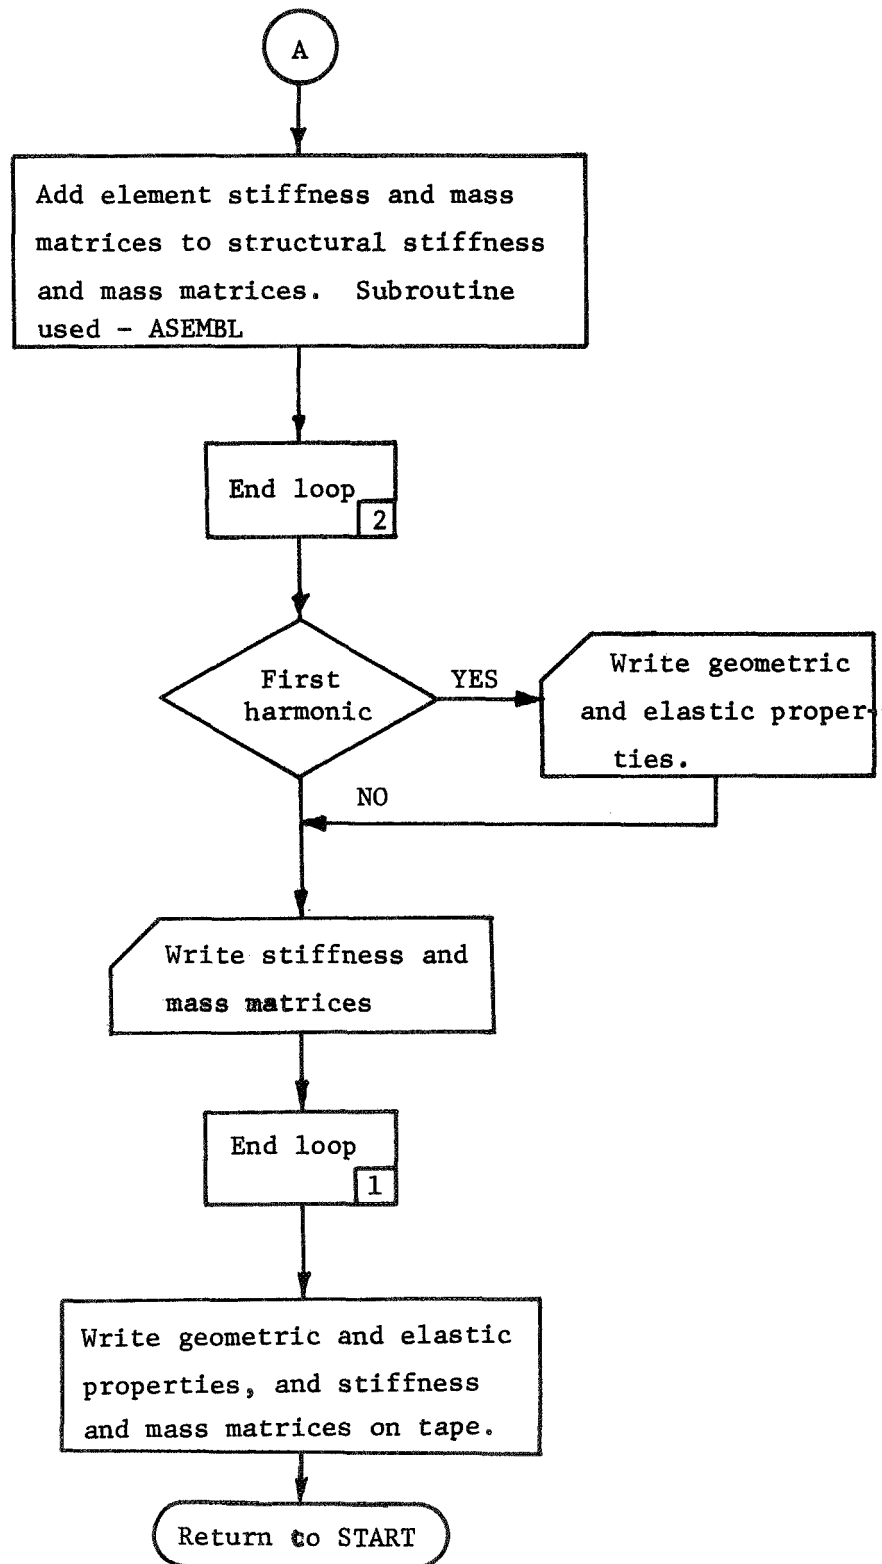 A
Add element stiffness and mass
matrices to structural stiffness
and mass matrices. Subroutine
used - ASEMBL
End loop
2
First
harmonic
YES
Write geometric
and elastic proper-
ties.
NO
Write stiffness and
mass matrices
End loop
1
Write geometric and elastic
properties, and stiffness
and mass matrices on tape.
Return to START